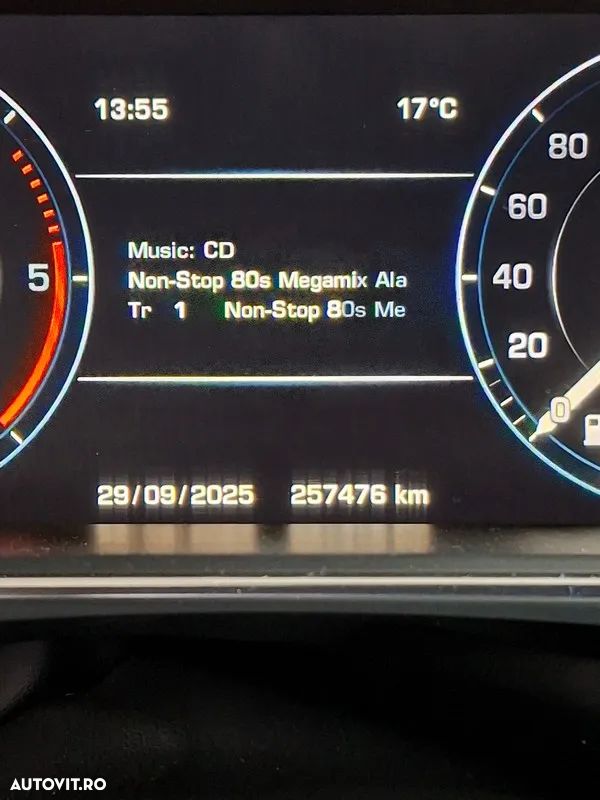 13:55 17°C
Music: CD
Non-Stop 80s Megamix Ala
Tr 1 Non-Stop 80s Me
29/09/2025 257476 km
5
80
60
40
20
0
AUTOVIT.RO